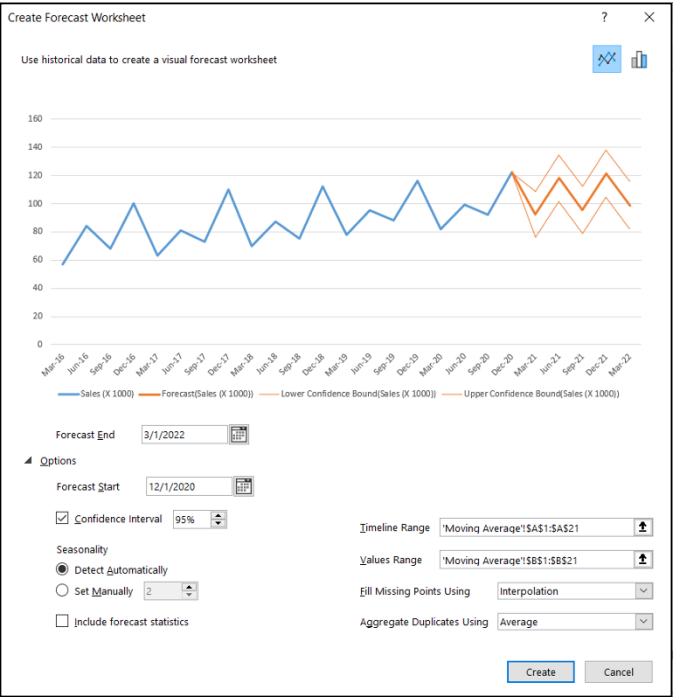 Create Forecast Worksheet ? ×
Use historical data to create a visual forecast worksheet
160
140
120
100
80
60
40
20
0
Mar-16 Jun-16 Sep-16 Dec-16 Mar-17 Jun-17 Sep-17 Dec-17 Mar-18 Jun-18 Sep-18 Dec-18 Mar-19 Jun-19 Sep-19 Dec-19 Mar-20 Jun-20 Sep-20 Dec-20 Mar-21 Jun-21 Sep-21 Dec-21 Mar-22
Sales (X 1000) Forecast(Sales (X 1000)) Lower Confidence Bound(Sales (X 1000)) Upper Confidence Bound(Sales (X 1000))
Forecast End 3/1/2022
Options
Forecast Start 12/1/2020
Confidence Interval 95%
Timeline Range 'Moving Average'!$A$1:$A$21
Seasonality
Values Range 'Moving Average'!$B$1:$B$21
Detect Automatically
Set Manually 2
Fill Missing Points Using Interpolation
Include forecast statistics
Aggregate Duplicates Using Average
Create Cancel